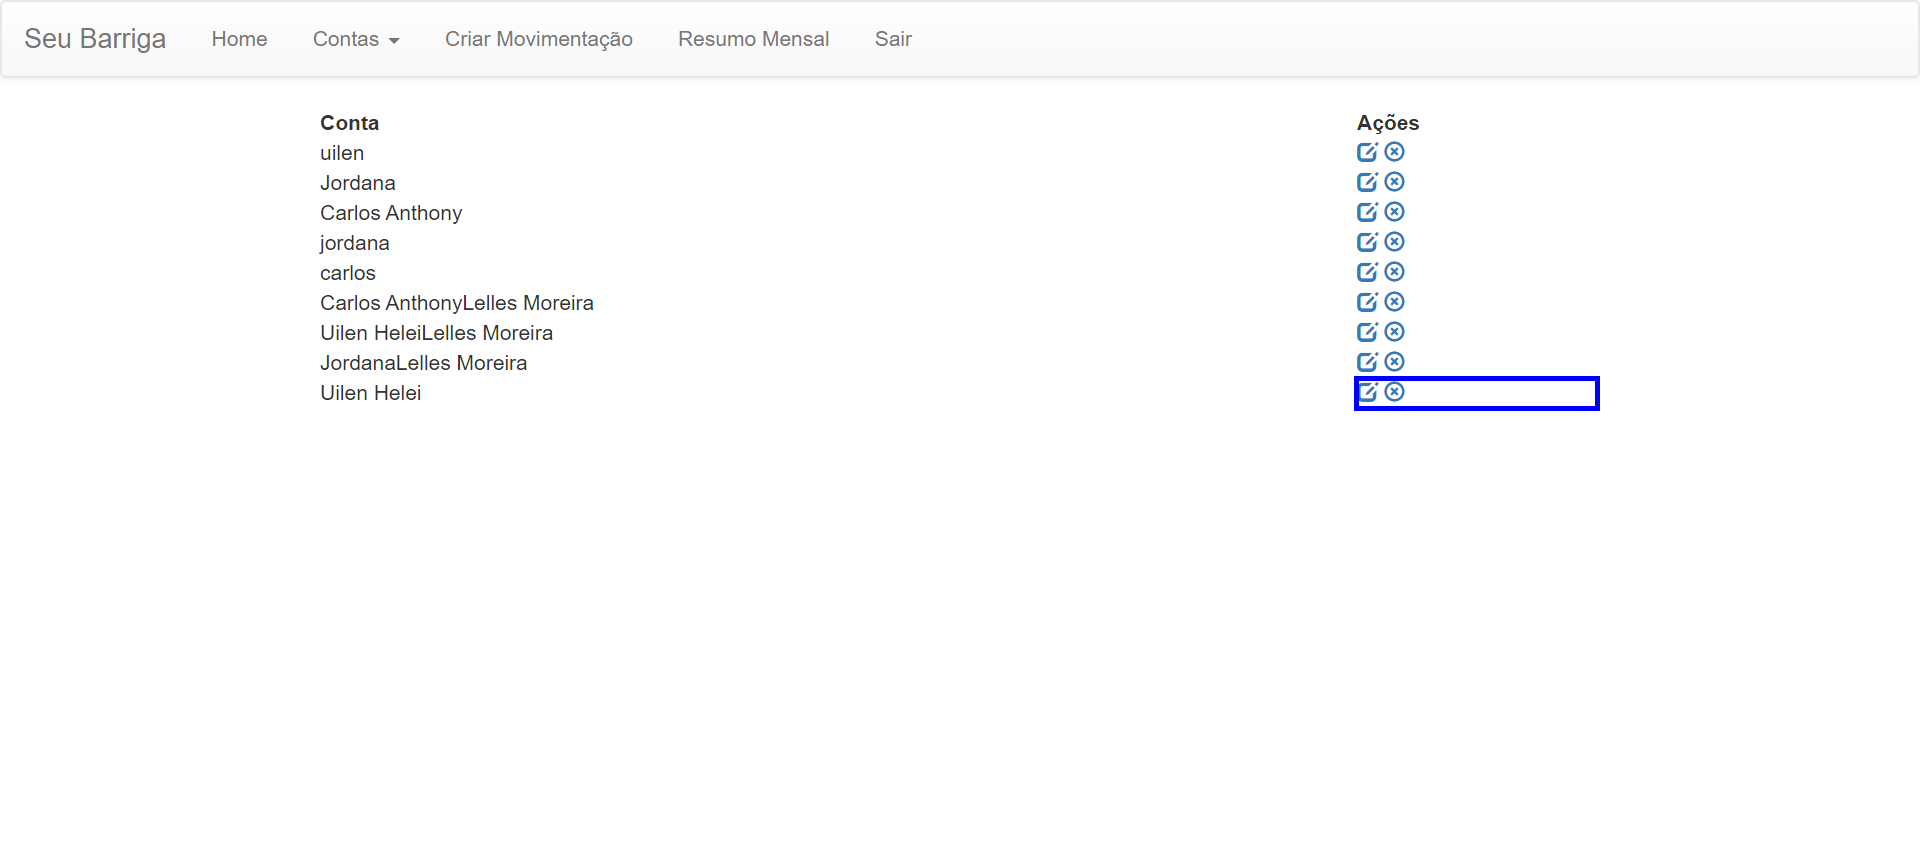 Seu Barriga Home Contas Criar Movimentação Resumo Mensal Sair
Conta Ações
uilen
Jordana
Carlos Anthony
jordana
carlos
Carlos AnthonyLelles Moreira
Uilen HeleiLelles Moreira
JordanaLelles Moreira
Uilen Helei